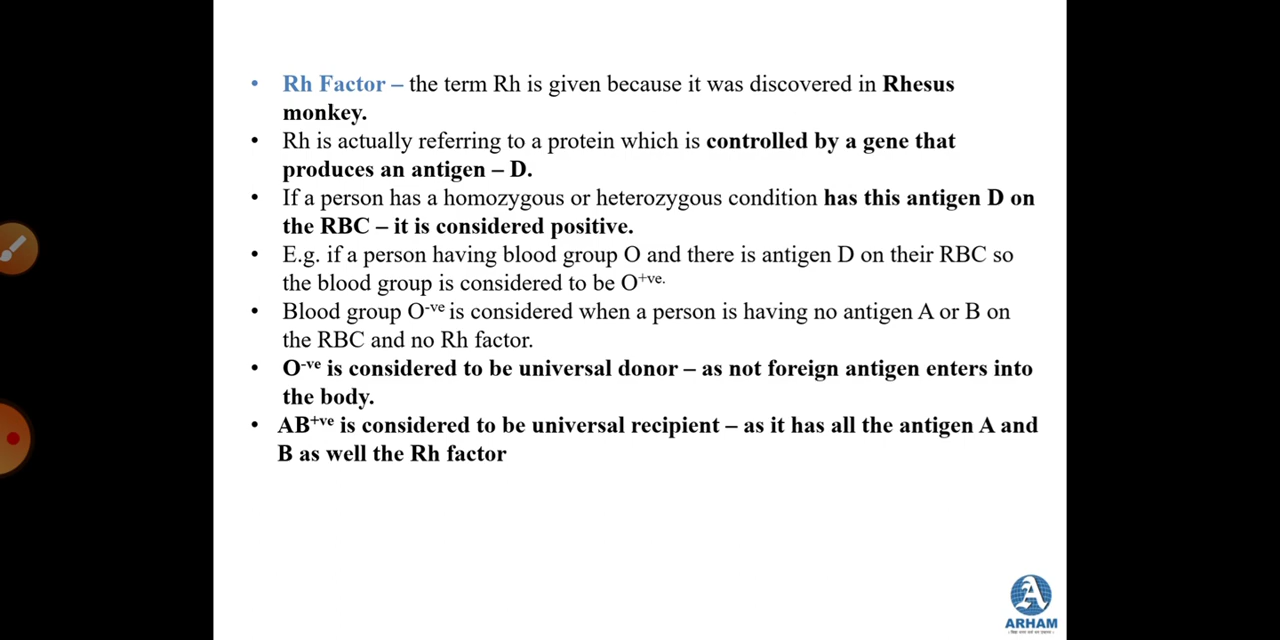 • Rh Factor – the term Rh is given because it was discovered in Rhesus
monkey.
• Rh is actually referring to a protein which is controlled by a gene that
produces an antigen – D.
• If a person has a homozygous or heterozygous condition has this antigen D on
the RBC – it is considered positive.
• E.g. if a person having blood group O and there is antigen D on their RBC so
the blood group is considered to be O+ve.
• Blood group O-ve is considered when a person is having no antigen A or B on
the RBC and no Rh factor.
• O-ve is considered to be universal donor – as not foreign antigen enters into
the body.
• AB+ve is considered to be universal recipient – as it has all the antigen A and
B as well the Rh factor
ARHAM